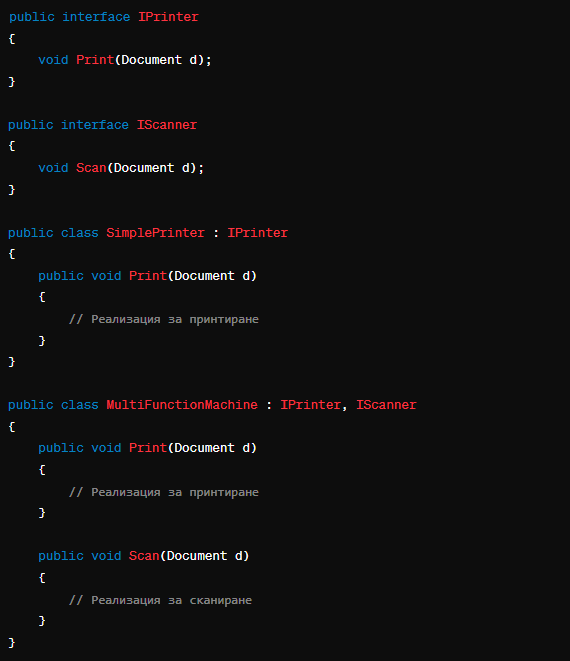 public interface IPrinter
{
    void Print(Document d);
}

public interface IScanner
{
    void Scan(Document d);
}

public class SimplePrinter : IPrinter
{
    public void Print(Document d)
    {
        // Реализация за принтиране
    }
}

public class MultiFunctionMachine : IPrinter, IScanner
{
    public void Print(Document d)
    {
        // Реализация за принтиране
    }

    public void Scan(Document d)
    {
        // Реализация за сканиране
    }
}